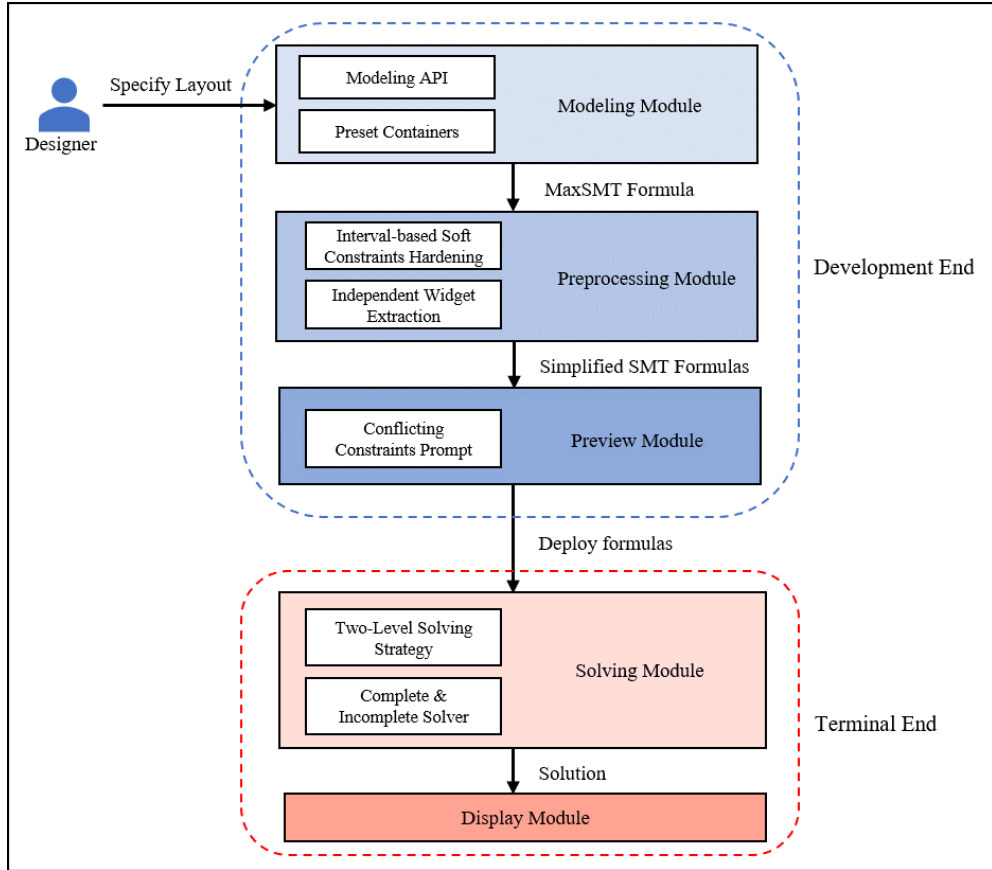 Specify Layout
Designer
Modeling API
Preset Containers
Modeling Module
MaxSMT Formula
Interval-based Soft
Constraints Hardening
Independent Widget
Extraction
Preprocessing Module
Development End
Simplified SMT Formulas
Conflicting
Constraints Prompt
Preview Module
Deploy formulas
Two-Level Solving
Strategy
Complete &
Incomplete Solver
Solving Module
Terminal End
Solution
Display Module